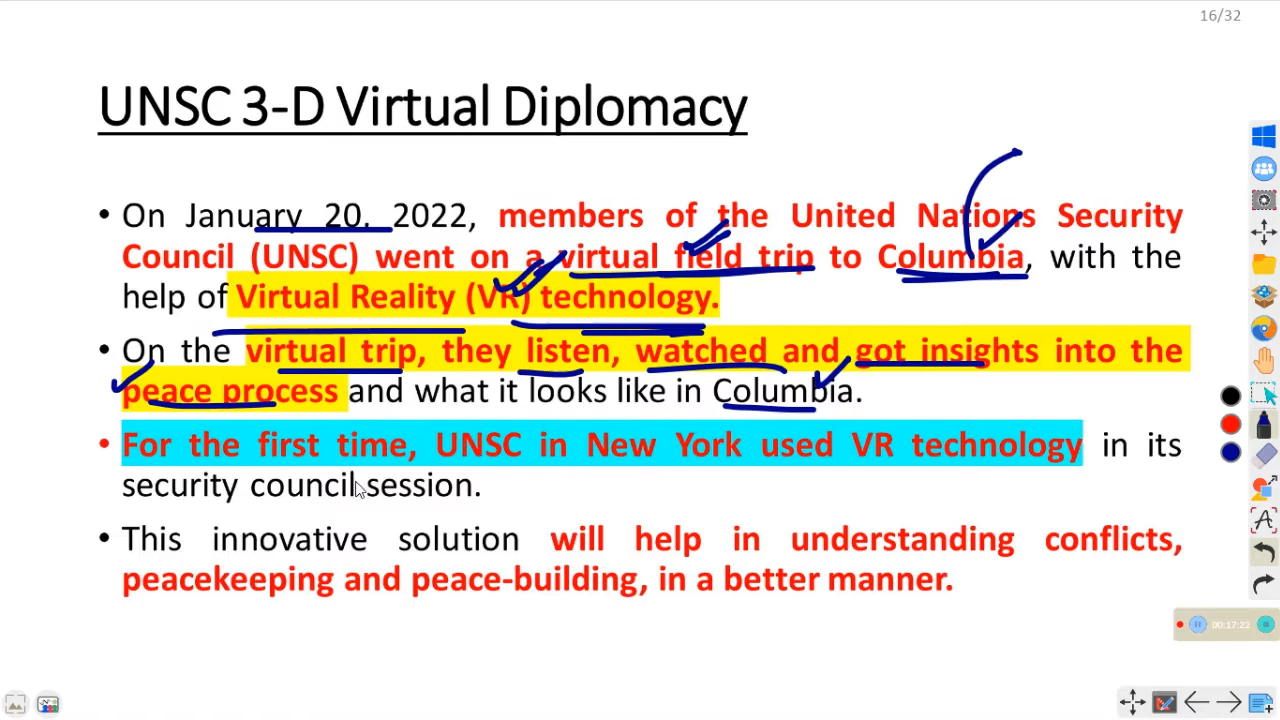 16/32
UNSC 3-D Virtual Diplomacy
• On January 20, 2022, members of the United Nations Security
Council (UNSC) went on a virtual field trip to Columbia, with the
help of Virtual Reality (VR) technology.
• On the virtual trip, they listen, watched and got insights into the
peace process and what it looks like in Columbia.
• For the first time, UNSC in New York used VR technology in its
security council session.
• This innovative solution will help in understanding conflicts,
peacekeeping and peace-building, in a better manner.
00:17:22